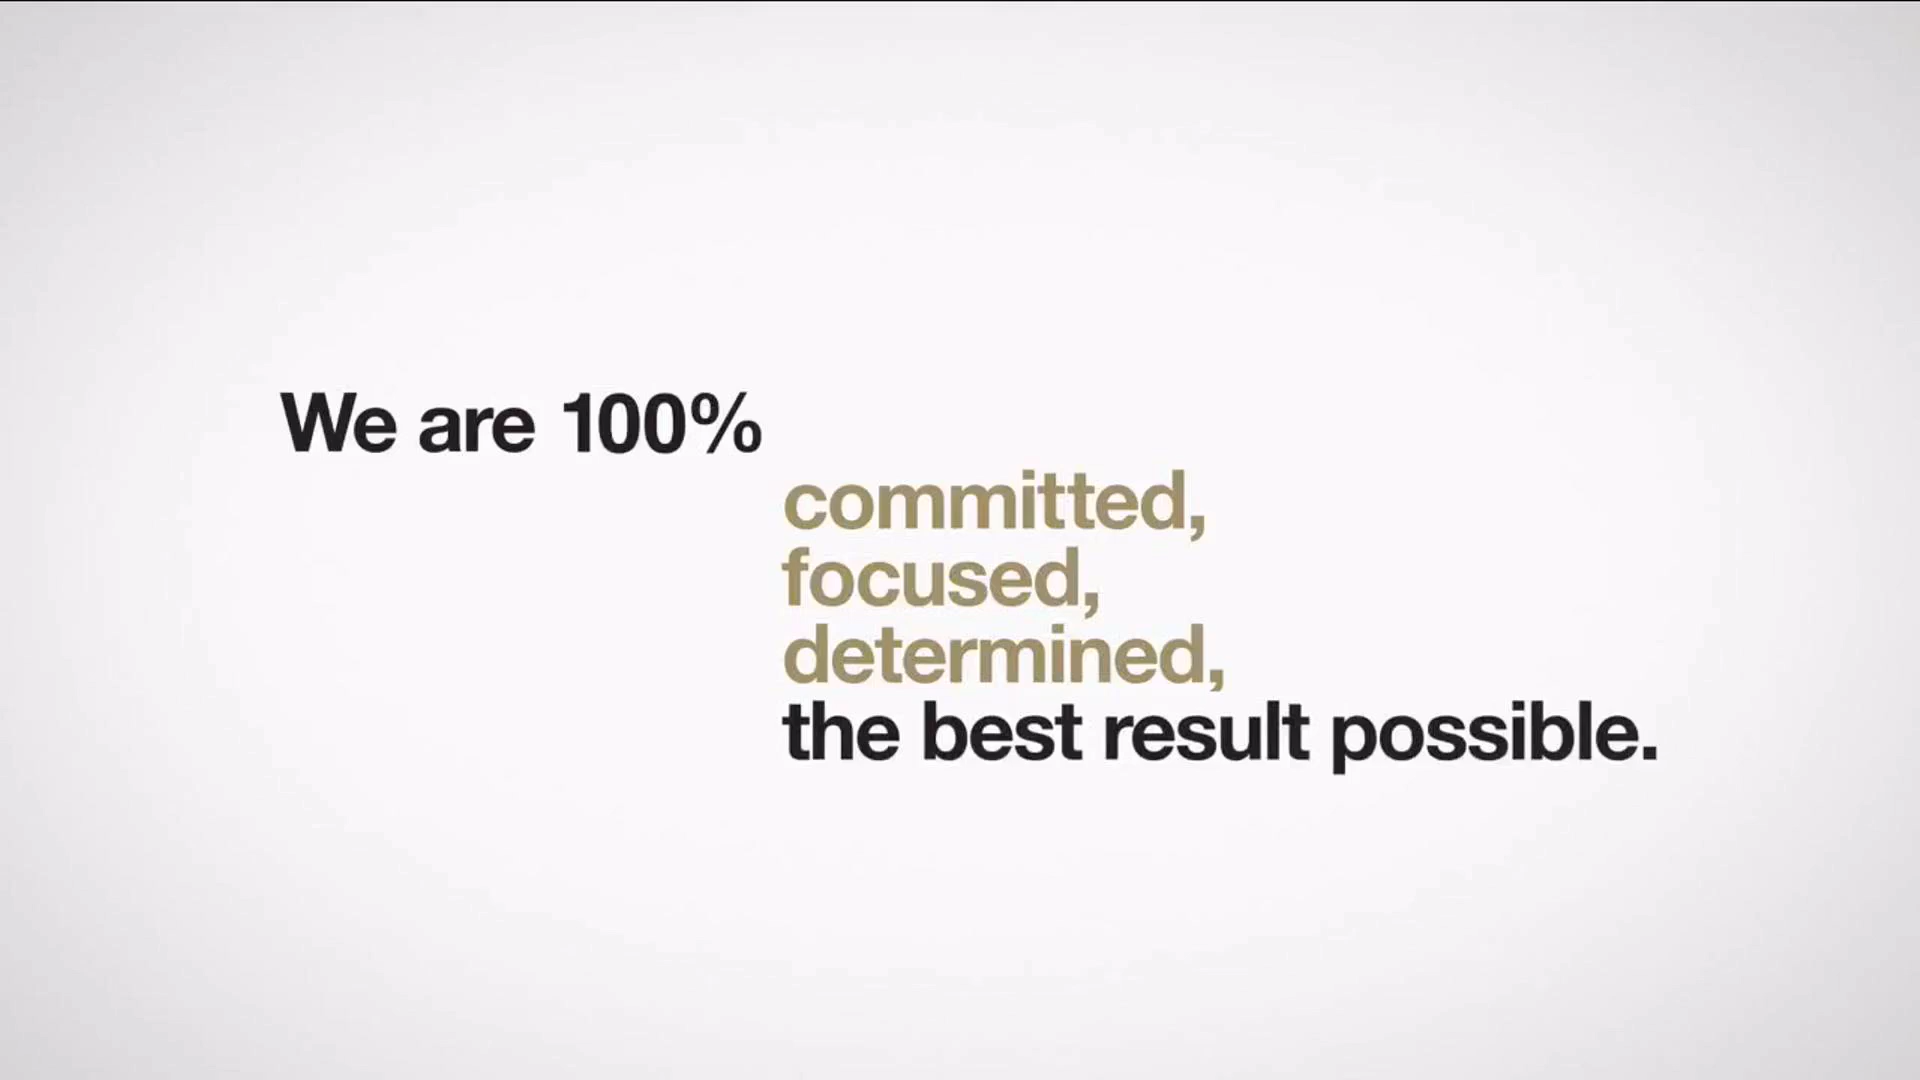 We are 100%
committed,
focused,
determined,
the best result possible.